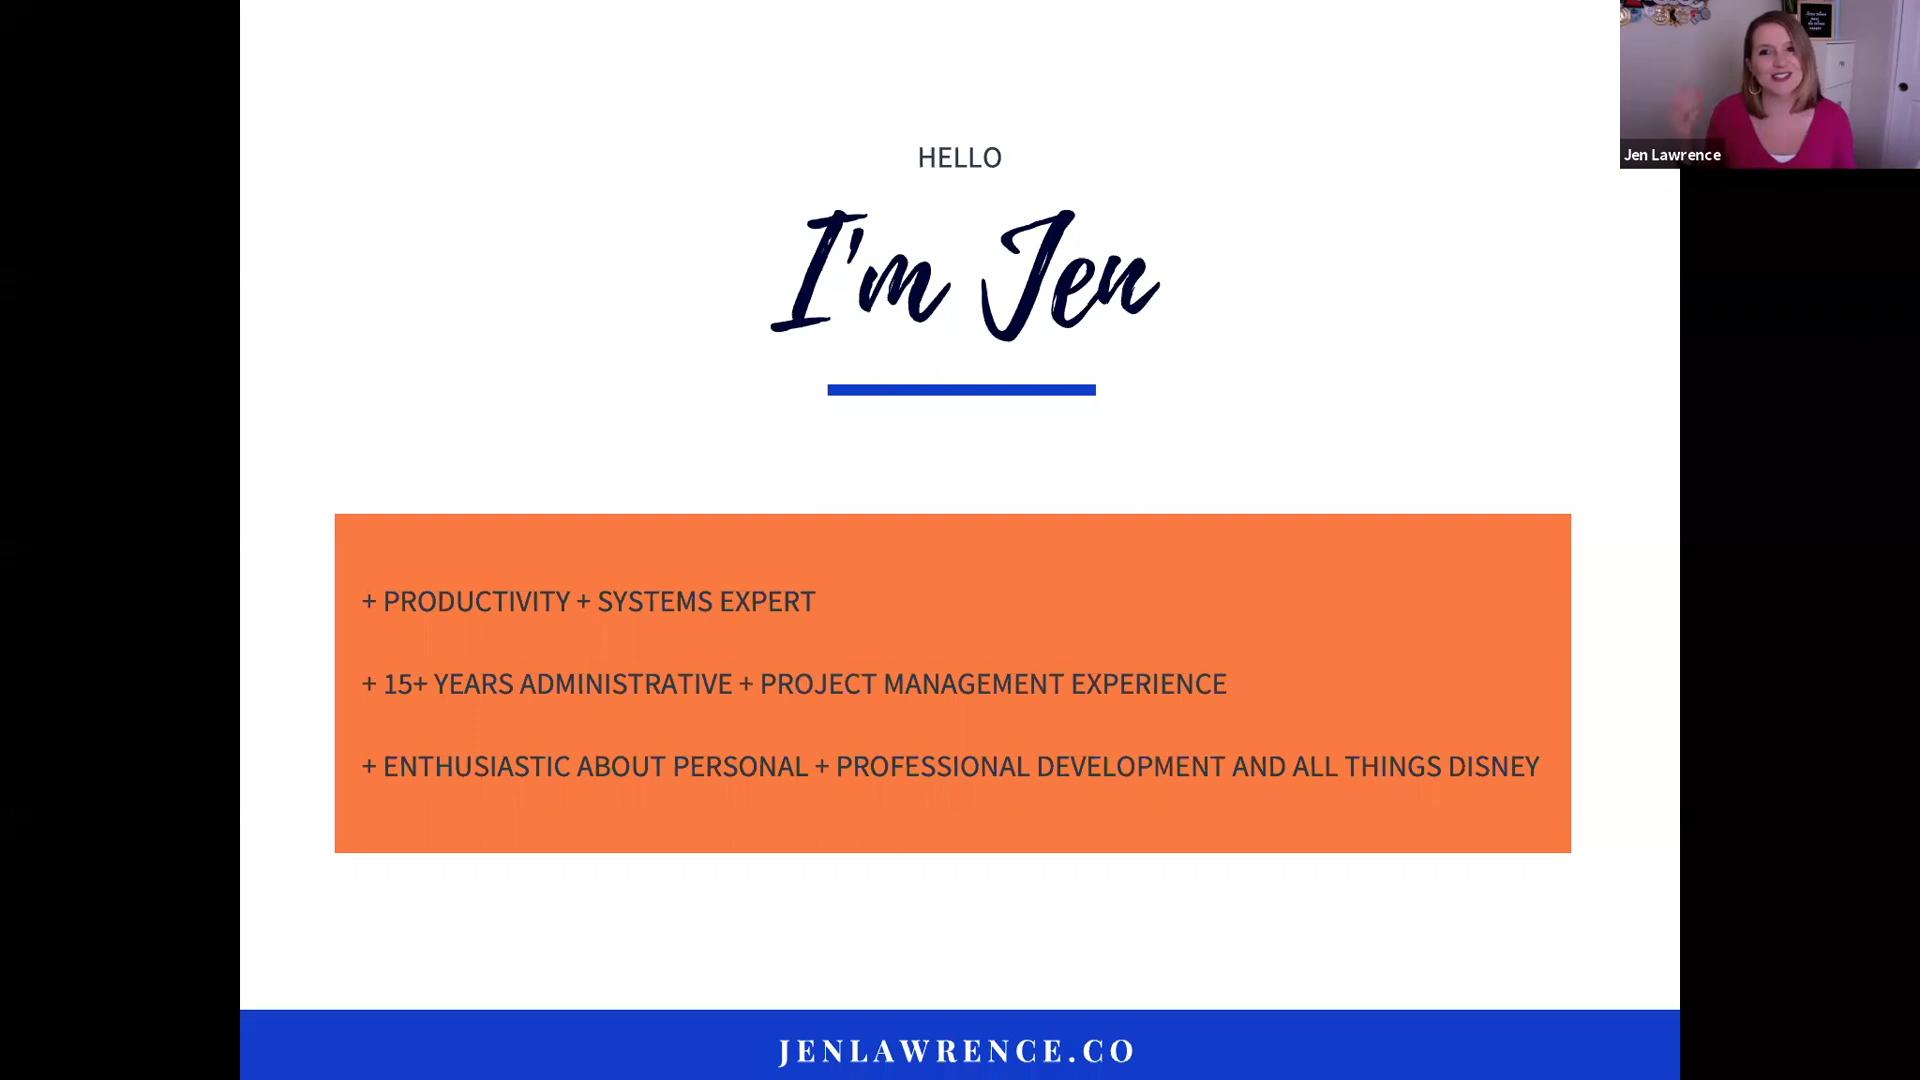 HELLO
I'm Jen
+ PRODUCTIVITY + SYSTEMS EXPERT
+ 15+ YEARS ADMINISTRATIVE + PROJECT MANAGEMENT EXPERIENCE
+ ENTHUSIASTIC ABOUT PERSONAL + PROFESSIONAL DEVELOPMENT AND ALL THINGS DISNEY
JENLAWRENCE.CO
Jen Lawrence